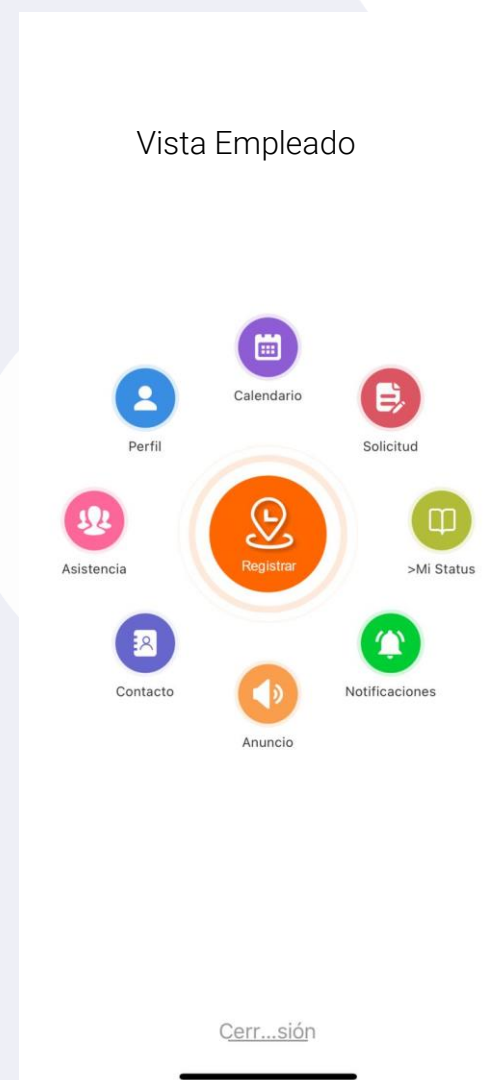 Vista Empleado
Calendario
Perfil
Solicitud
Registrar
Asistencia
>Mi Status
Contacto
Notificaciones
Anuncio
Cerr...sión